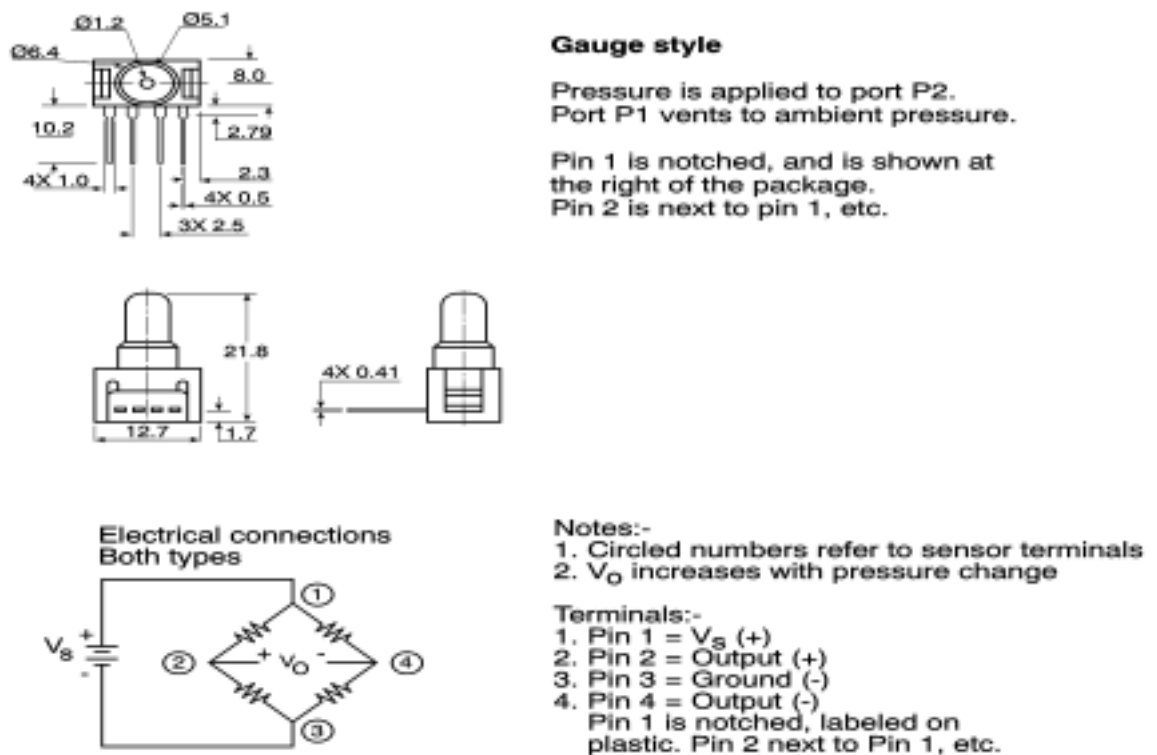 Ø1.2
Ø5.1
Ø6.4
8.0
10.2
2.79
4X 1.0
2.3
4X 0.5
3X 2.5
Gauge style
Pressure is applied to port P2.
Port P1 vents to ambient pressure.
Pin 1 is notched, and is shown at
the right of the package.
Pin 2 is next to pin 1, etc.
21.8
4X 0.41
12.7
1.7
Electrical connections
Both types
1
VS
+
-
2
+ VO -
4
3
Notes:-
1. Circled numbers refer to sensor terminals
2. VO increases with pressure change
Terminals:-
1. Pin 1 = VS (+)
2. Pin 2 = Output (+)
3. Pin 3 = Ground (-)
4. Pin 4 = Output (-)
Pin 1 is notched, labeled on
plastic. Pin 2 next to Pin 1, etc.